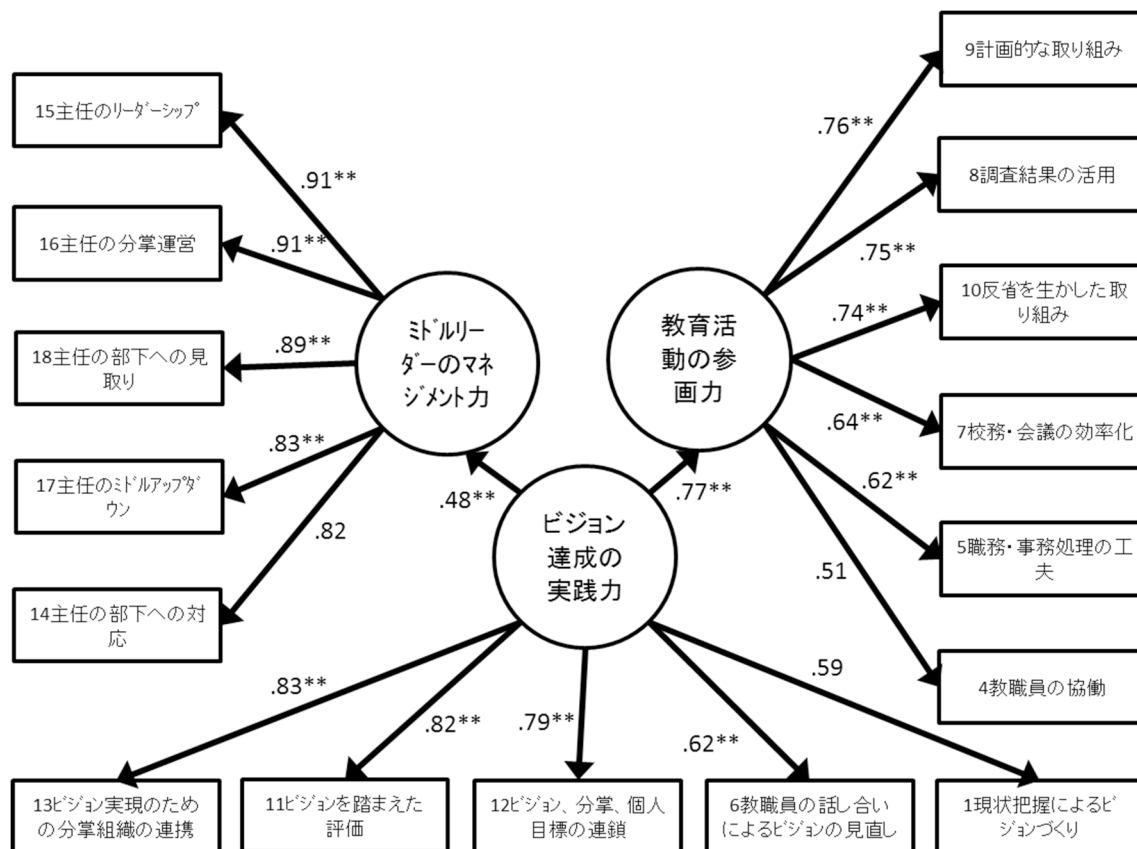 9計画的な取り組み
15主任のﾘｰﾀﾞｰｼｯﾌﾟ
.76**
8調査結果の活用
.91**
16主任の分掌運営
.91**
.75**
10反省を生かした取
り組み
ﾐﾄﾞﾙﾘｰ
ﾀﾞｰのﾏﾈ
ｼﾞﾒﾝﾄ力
教育活
動の参
画力
.74**
18主任の部下への見
取り
.89**
.64**
7校務・会議の効率化
.83**
17主任のﾐﾄﾞﾙｱｯﾌﾟﾀﾞ
ｳﾝ
.48**
.77**
.62**
ビジョン
達成の
実践力
.82
5職務・事務処理の工
夫
.51
14主任の部下への対
応
.83**
.82**
.79**
.62**
.59
4教職員の協働
13ﾋﾞｼﾞｮﾝ実現のため
の分掌組織の連携
11ﾋﾞｼﾞｮﾝを踏まえた
評価
12ﾋﾞｼﾞｮﾝ、分掌、個人
目標の連鎖
6教職員の話し合い
によるﾋﾞｼﾞｮﾝの見直し
1現状把握によるﾋﾞ
ｼﾞｮﾝづくり